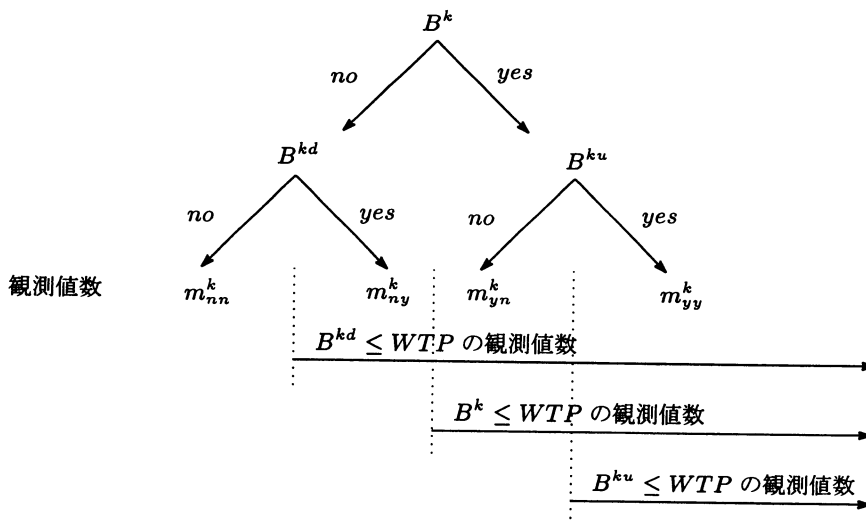 B^k
no yes
B^{kd} B^{ku}
no yes no yes
観測値数 m^k_{nn} m^k_{ny} m^k_{yn} m^k_{yy}
B^{kd} ≤ WTP の観測値数
B^k ≤ WTP の観測値数
B^{ku} ≤ WTP の観測値数